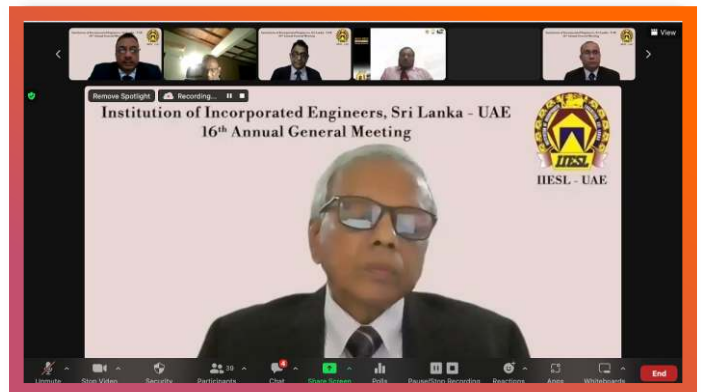 View
Remove Spotlight
Recording...
Institution of Incorporated Engineers, Sri Lanka - UAE
16th Annual General Meeting
IIESL
IIESL - UAE
Unmute
Stop Video
Security
39
Participants
4
Chat
Share Screen
Polls
Pause/Stop Recording
Reactions
Apps
Whiteboards
End